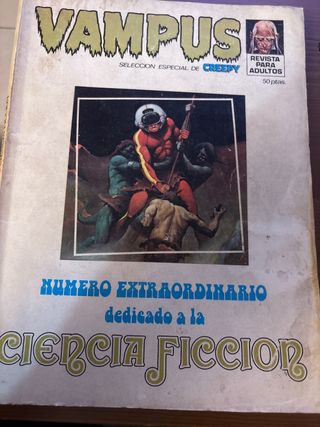 VAMPUS
SELECCION ESPECIAL DE CREEPY
REVISTA
PARA
ADULTOS
50 ptas.
NUMERO EXTRAORDINARIO
dedicado a la
CIENCIA FICCION